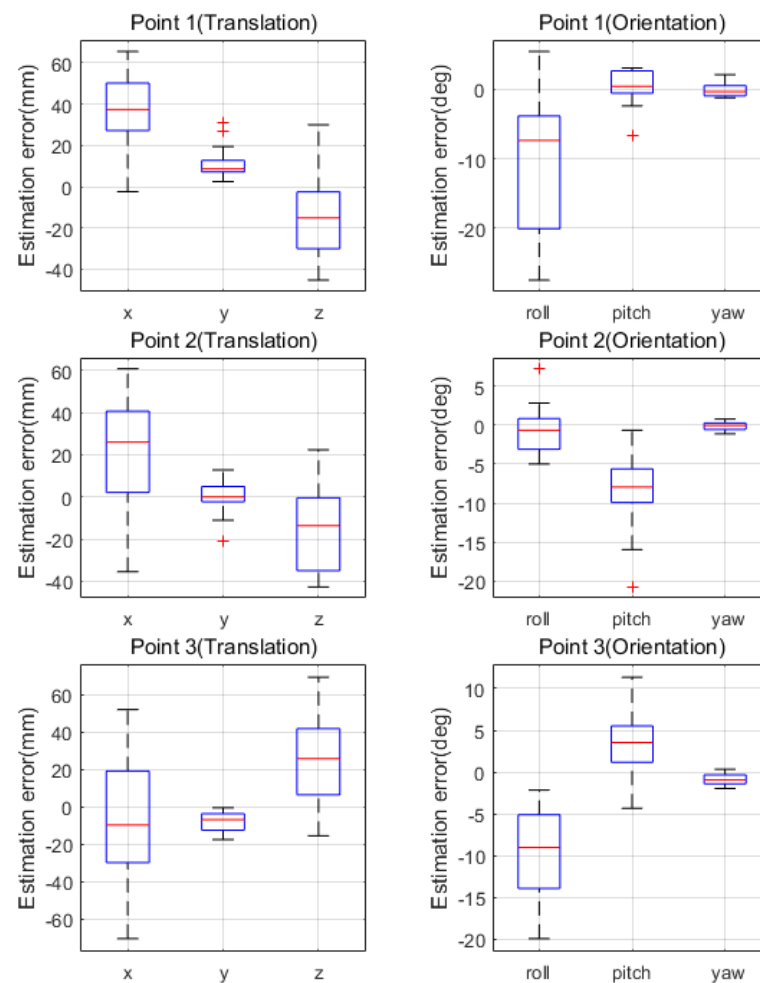 Point 1(Translation)
60
40
20
0
-20
-40
Estimation error(mm)
x y z
Point 1(Orientation)
0
-10
-20
Estimation error(deg)
roll pitch yaw
Point 2(Translation)
60
40
20
0
-20
-40
Estimation error(mm)
x y z
Point 2(Orientation)
5
0
-5
-10
-15
-20
Estimation error(deg)
roll pitch yaw
Point 3(Translation)
60
40
20
0
-20
-40
-60
Estimation error(mm)
x y z
Point 3(Orientation)
10
5
0
-5
-10
-15
-20
Estimation error(deg)
roll pitch yaw